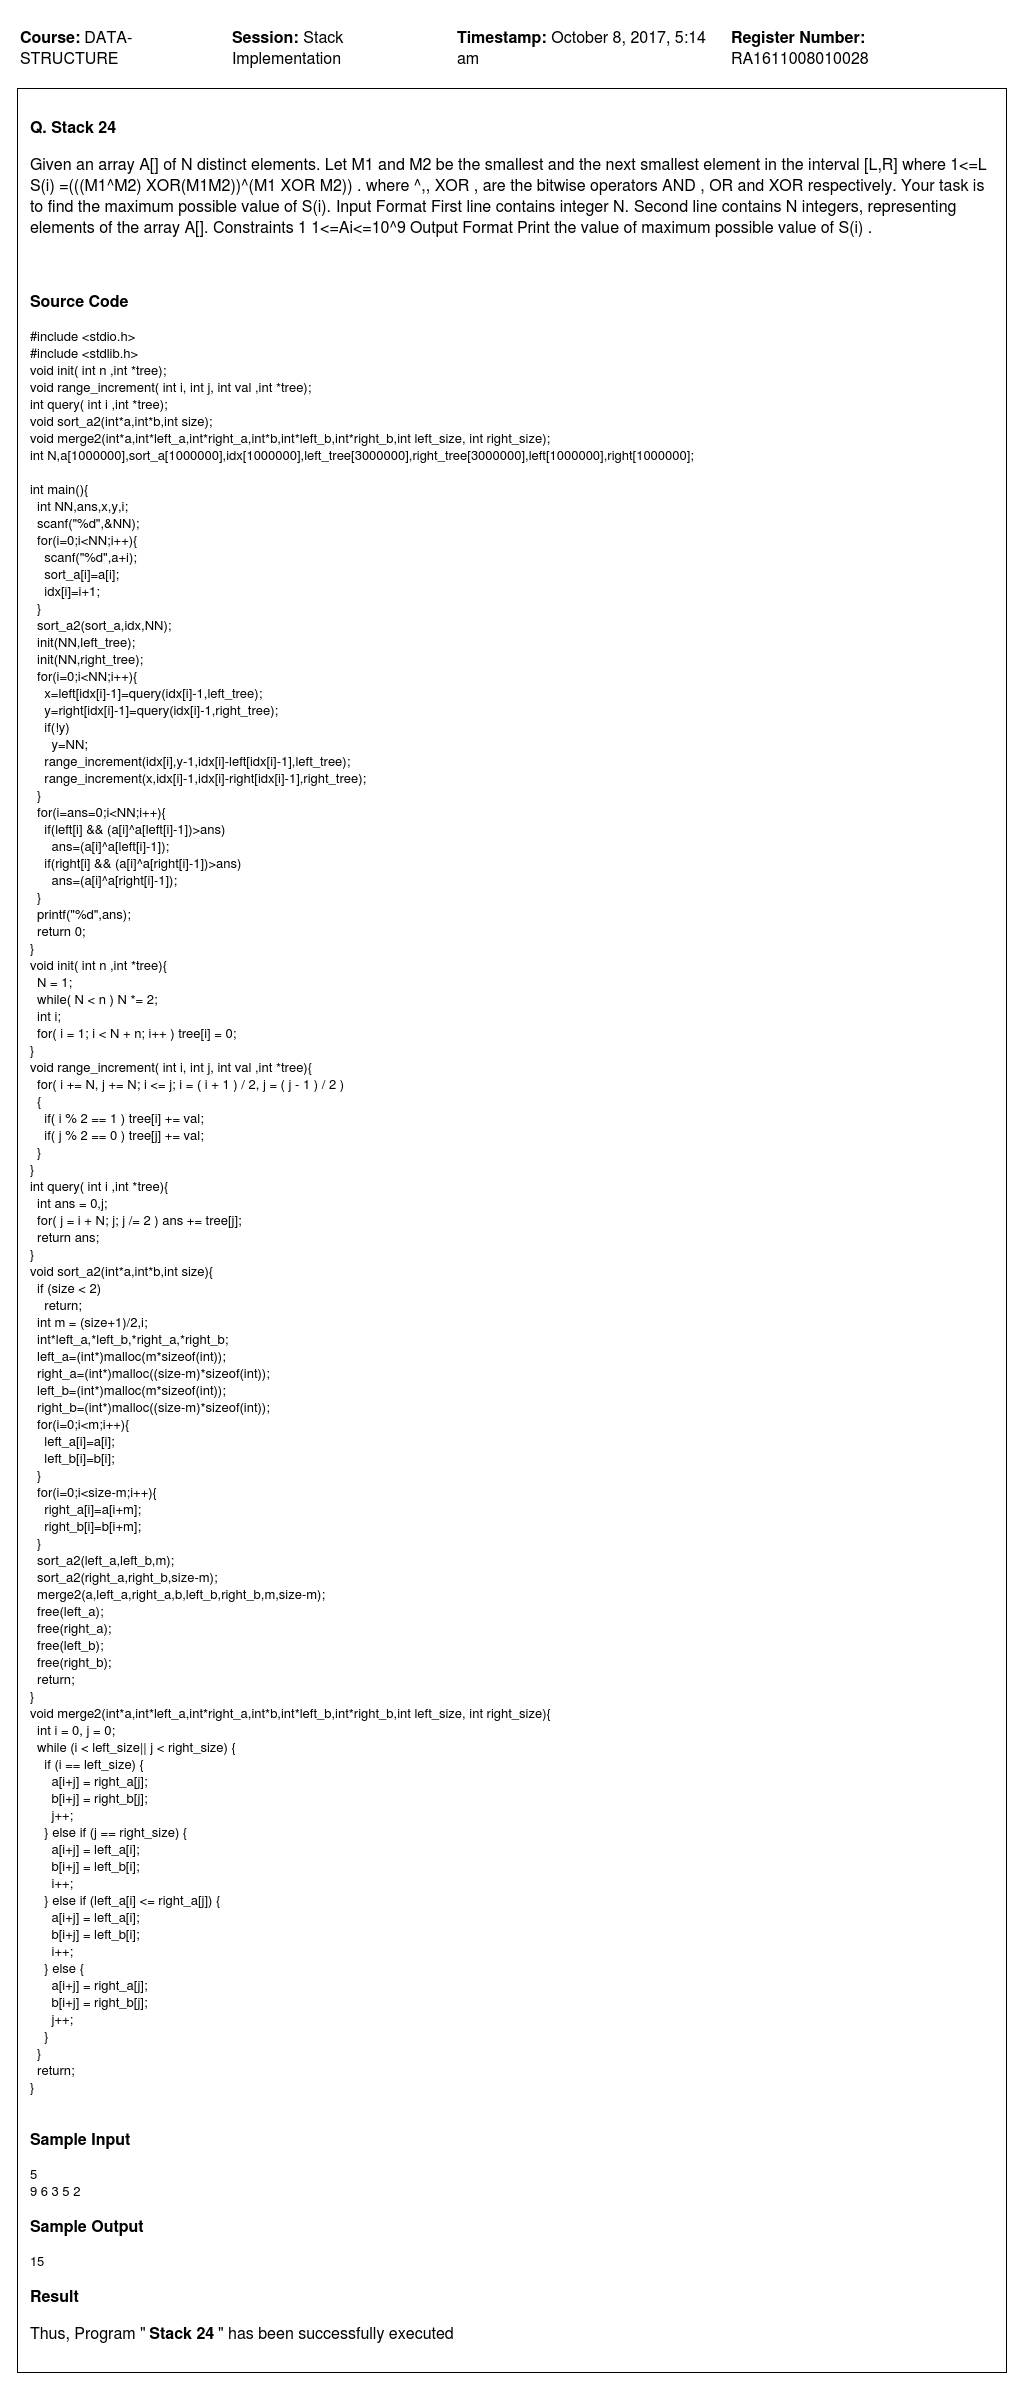 Course: DATA-STRUCTURE
Session: Stack Implementation
Timestamp: October 8, 2017, 5:14 am
Register Number: RA1611008010028
Q. Stack 24
Given an array A[] of N distinct elements. Let M1 and M2 be the smallest and the next smallest element in the interval [L,R] where 1<=L
S(i) =(((M1^M2) XOR(M1M2))^(M1 XOR M2)) . where ^,, XOR , are the bitwise operators AND , OR and XOR respectively. Your task is
to find the maximum possible value of S(i). Input Format First line contains integer N. Second line contains N integers, representing
elements of the array A[]. Constraints 1 1<=Ai<=10^9 Output Format Print the value of maximum possible value of S(i) .
Source Code
#include <stdio.h>
#include <stdlib.h>
void init( int n ,int *tree);
void range_increment( int i, int j, int val ,int *tree);
int query( int i ,int *tree);
void sort_a2(int*a,int*b,int size);
void merge2(int*a,int*left_a,int*right_a,int*b,int*left_b,int*right_b,int left_size, int right_size);
int N,a[1000000],sort_a[1000000],idx[1000000],left_tree[3000000],right_tree[3000000],left[1000000],right[1000000];

int main(){
  int NN,ans,x,y,i;
  scanf("%d",&NN);
  for(i=0;i<NN;i++){
    scanf("%d",a+i);
    sort_a[i]=a[i];
    idx[i]=i+1;
  }
  sort_a2(sort_a,idx,NN);
  init(NN,left_tree);
  init(NN,right_tree);
  for(i=0;i<NN;i++){
    x=left[idx[i]-1]=query(idx[i]-1,left_tree);
    y=right[idx[i]-1]=query(idx[i]-1,right_tree);
    if(!y)
      y=NN;
    range_increment(idx[i],y-1,idx[i]-left[idx[i]-1],left_tree);
    range_increment(x,idx[i]-1,idx[i]-right[idx[i]-1],right_tree);
  }
  for(i=ans=0;i<NN;i++){
    if(left[i] && (a[i]^a[left[i]-1])>ans)
      ans=(a[i]^a[left[i]-1]);
    if(right[i] && (a[i]^a[right[i]-1])>ans)
      ans=(a[i]^a[right[i]-1]);
  }
  printf("%d",ans);
  return 0;
}
void init( int n ,int *tree){
  N = 1;
  while( N < n ) N *= 2;
  int i;
  for( i = 1; i < N + n; i++ ) tree[i] = 0;
}
void range_increment( int i, int j, int val ,int *tree){
  for( i += N, j += N; i <= j; i = ( i + 1 ) / 2, j = ( j - 1 ) / 2 )
  {
    if( i % 2 == 1 ) tree[i] += val;
    if( j % 2 == 0 ) tree[j] += val;
  }
}
int query( int i ,int *tree){
  int ans = 0,j;
  for( j = i + N; j; j /= 2 ) ans += tree[j];
  return ans;
}
void sort_a2(int*a,int*b,int size){
  if (size < 2)
    return;
  int m = (size+1)/2,i;
  int*left_a,*left_b,*right_a,*right_b;
  left_a=(int*)malloc(m*sizeof(int));
  right_a=(int*)malloc((size-m)*sizeof(int));
  left_b=(int*)malloc(m*sizeof(int));
  right_b=(int*)malloc((size-m)*sizeof(int));
  for(i=0;i<m;i++){
    left_a[i]=a[i];
    left_b[i]=b[i];
  }
  for(i=0;i<size-m;i++){
    right_a[i]=a[i+m];
    right_b[i]=b[i+m];
  }
  sort_a2(left_a,left_b,m);
  sort_a2(right_a,right_b,size-m);
  merge2(a,left_a,right_a,b,left_b,right_b,m,size-m);
  free(left_a);
  free(right_a);
  free(left_b);
  free(right_b);
  return;
}
void merge2(int*a,int*left_a,int*right_a,int*b,int*left_b,int*right_b,int left_size, int right_size){
  int i = 0, j = 0;
  while (i < left_size|| j < right_size) {
    if (i == left_size) {
      a[i+j] = right_a[j];
      b[i+j] = right_b[j];
      j++;
    } else if (j == right_size) {
      a[i+j] = left_a[i];
      b[i+j] = left_b[i];
      i++;
    } else if (left_a[i] <= right_a[j]) {
      a[i+j] = left_a[i];
      b[i+j] = left_b[i];
      i++;
    } else {
      a[i+j] = right_a[j];
      b[i+j] = right_b[j];
      j++;
    }
  }
  return;
}
Sample Input
5
9 6 3 5 2
Sample Output
15
Result
Thus, Program " Stack 24 " has been successfully executed